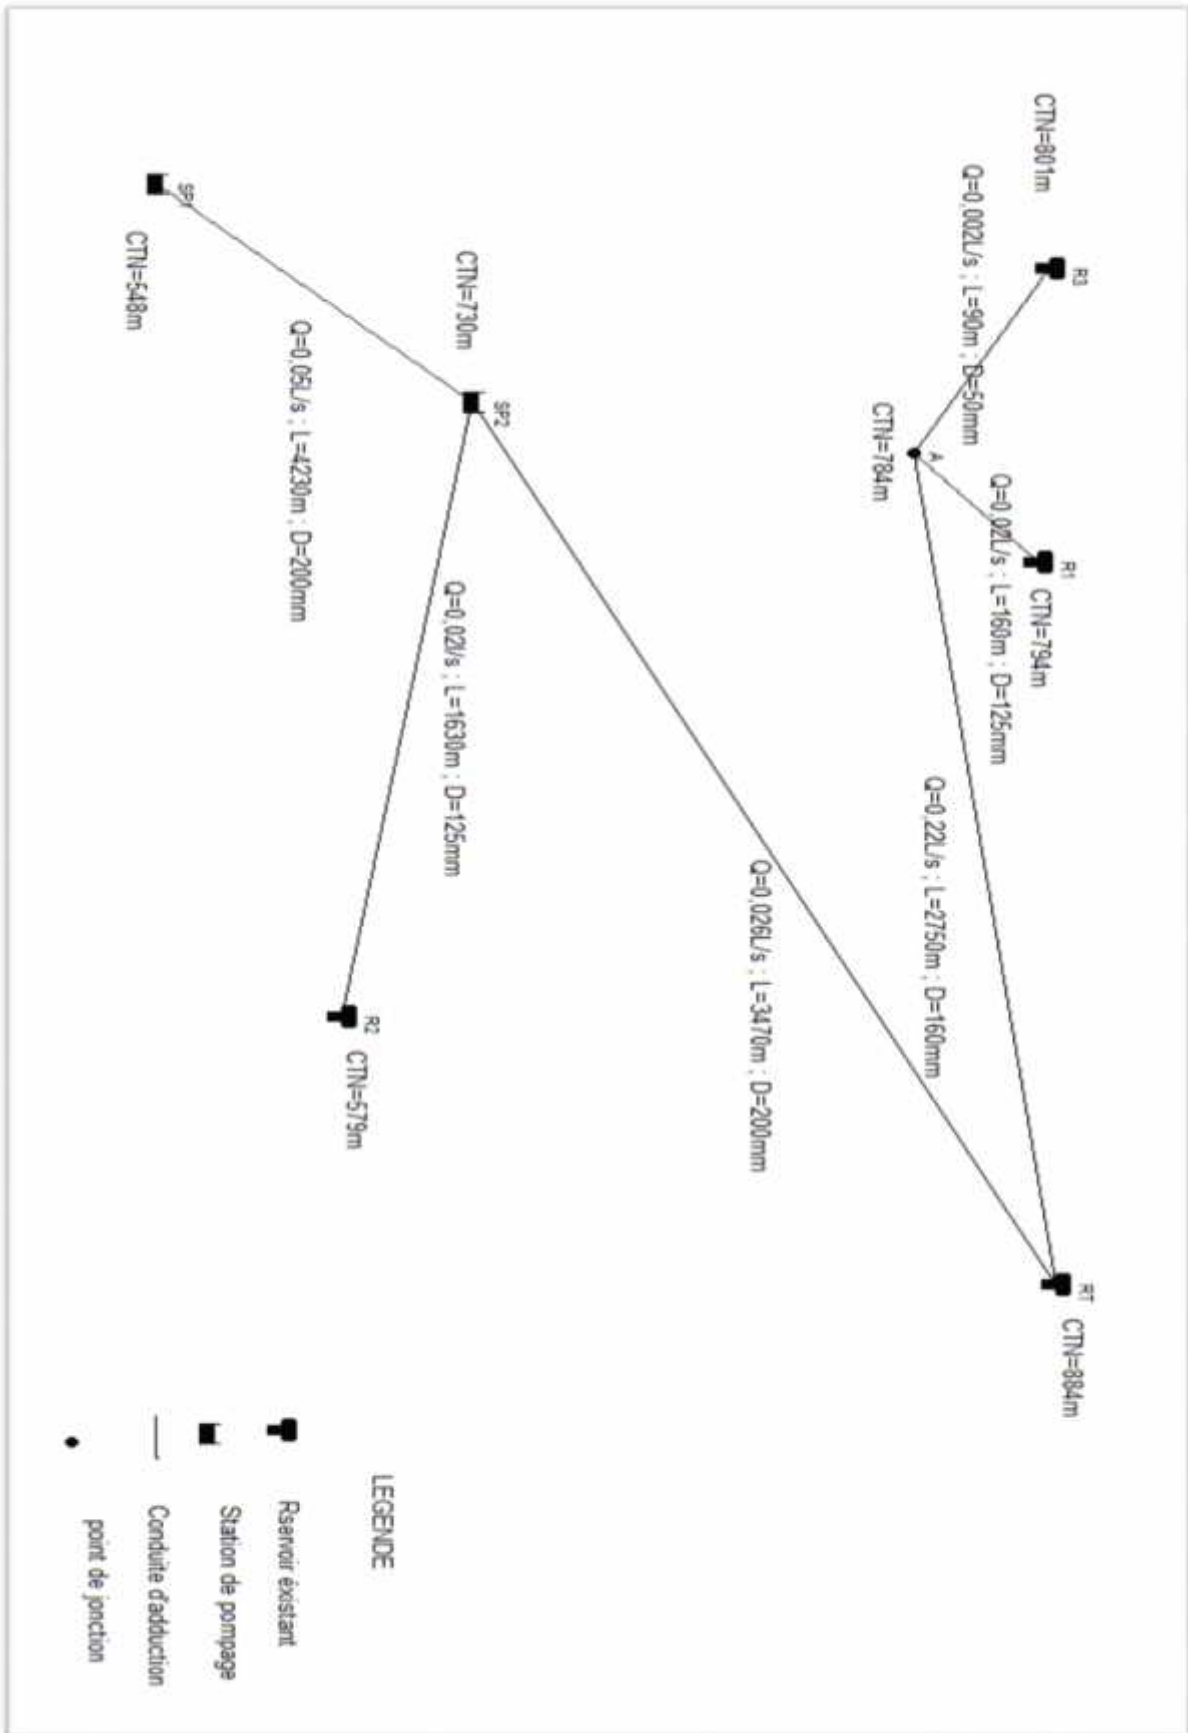 CTN=801m
R3
Q=0,002L/s ; L=90m ; D=50mm
R1
CTN=794m
Q=0,02L/s ; L=160m ; D=125mm
A
CTN=784m
Q=0,22L/s ; L=2750m ; D=160mm
RT
CTN=884m
Q=0,026L/s ; L=3470m ; D=200mm
CTN=730m
SP2
Q=0,02l/s ; L=1630m ; D=125mm
R2
CTN=579m
SP1
CTN=548m
Q=0,05L/s ; L=4230m ; D=200mm
LEGENDE
Rservoir éxistant
Station de pompage
Conduite d'adduction
point de jonction